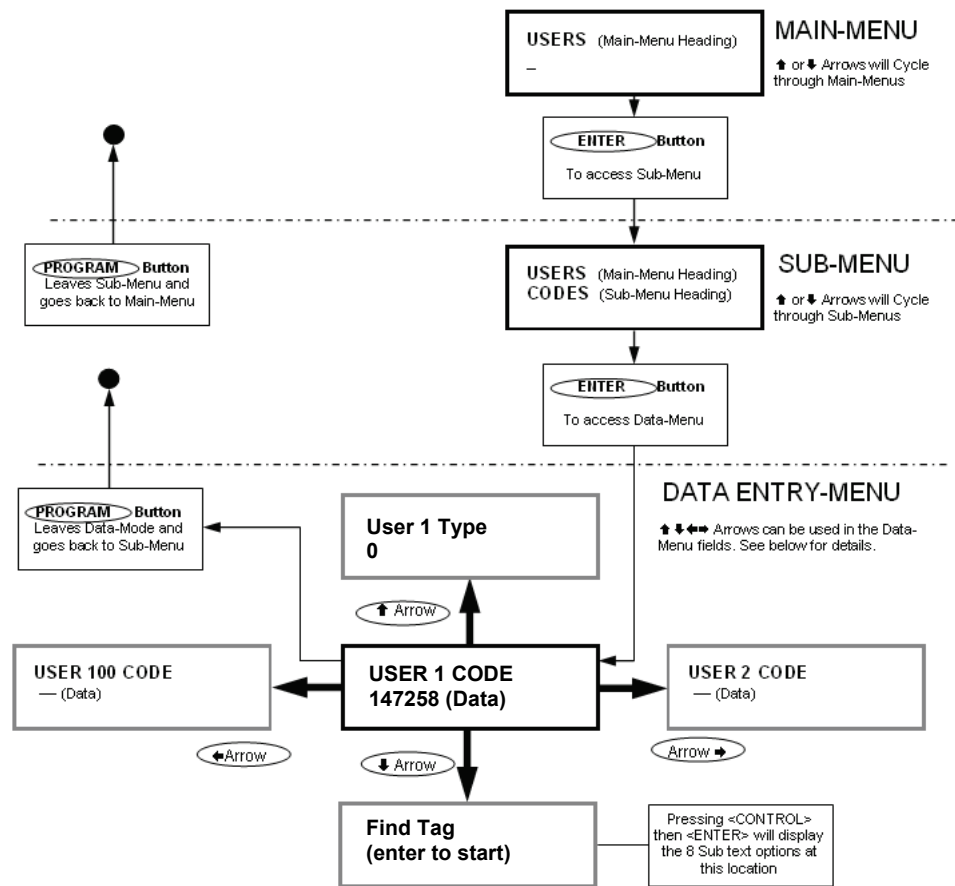 USERS (Main-Menu Heading)
_
MAIN-MENU
⬆ or ⬇ Arrows will Cycle
through Main-Menus
ENTER Button
To access Sub-Menu
PROGRAM Button
Leaves Sub-Menu and
goes back to Main-Menu
USERS (Main-Menu Heading)
CODES (Sub-Menu Heading)
SUB-MENU
⬆ or ⬇ Arrows will Cycle
through Sub-Menus
ENTER Button
To access Data-Menu
PROGRAM Button
Leaves Data-Mode and
goes back to Sub-Menu
DATA ENTRY-MENU
⬆⬇⬅➡ Arrows can be used in the Data-
Menu fields. See below for details.
User 1 Type
0
⬆ Arrow
USER 100 CODE
— (Data)
USER 1 CODE
147258 (Data)
USER 2 CODE
— (Data)
⬅Arrow
⬇ Arrow
Arrow ➡
Find Tag
(enter to start)
Pressing <CONTROL>
then <ENTER> will display
the 8 Sub text options at
this location